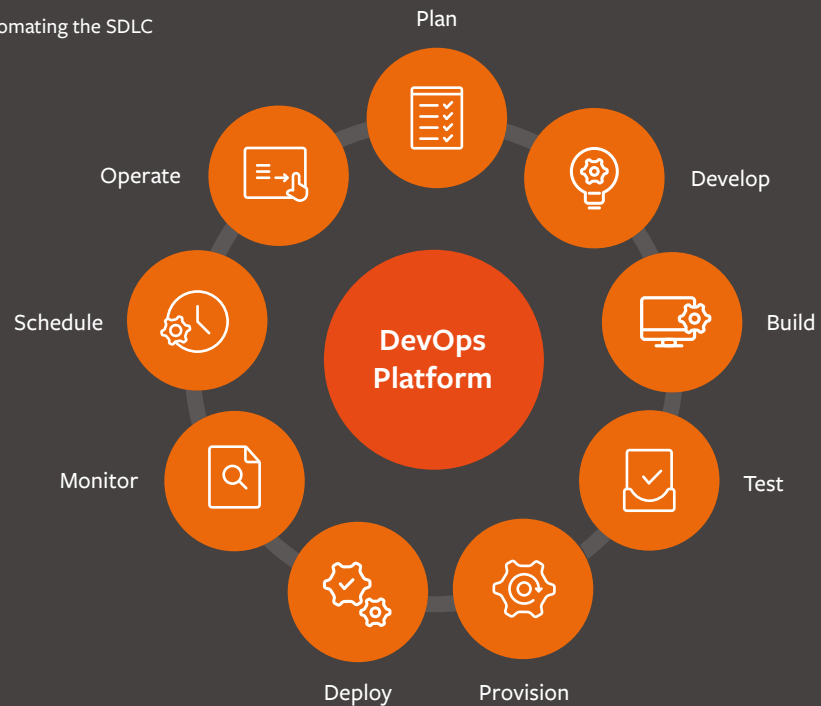 omating the SDLC
Plan
Develop
Build
Test
Provision
Deploy
Monitor
Schedule
Operate
DevOps
Platform